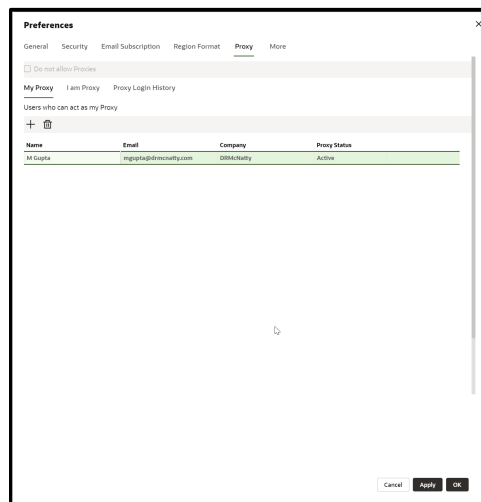 Preferences
General Security Email Subscription Region Format Proxy More
Do not allow Proxies
My Proxy I am Proxy Proxy Login History
Users who can act as my Proxy
Name Email Company Proxy Status
M Gupta mgupta@drmcnatty.com DRMcNatty Active
Cancel Apply OK